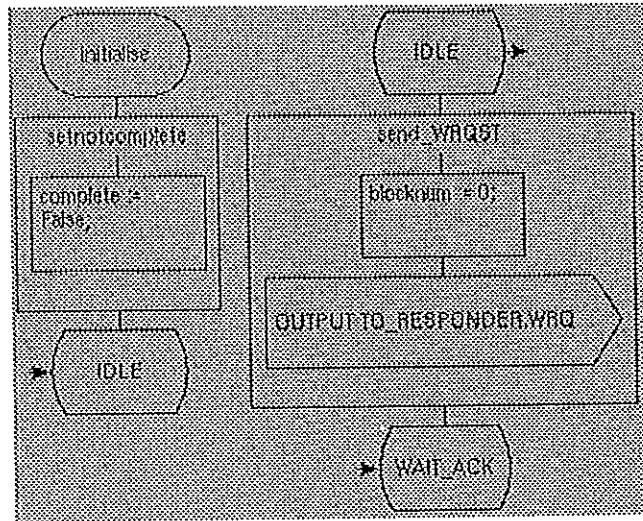 initialise
setnotcomplete
complete :=
False;
IDLE
IDLE
send_WRQST
blocknum := 0;
OUTPUT TO_RESPONDER.WRQ
WAIT_ACK